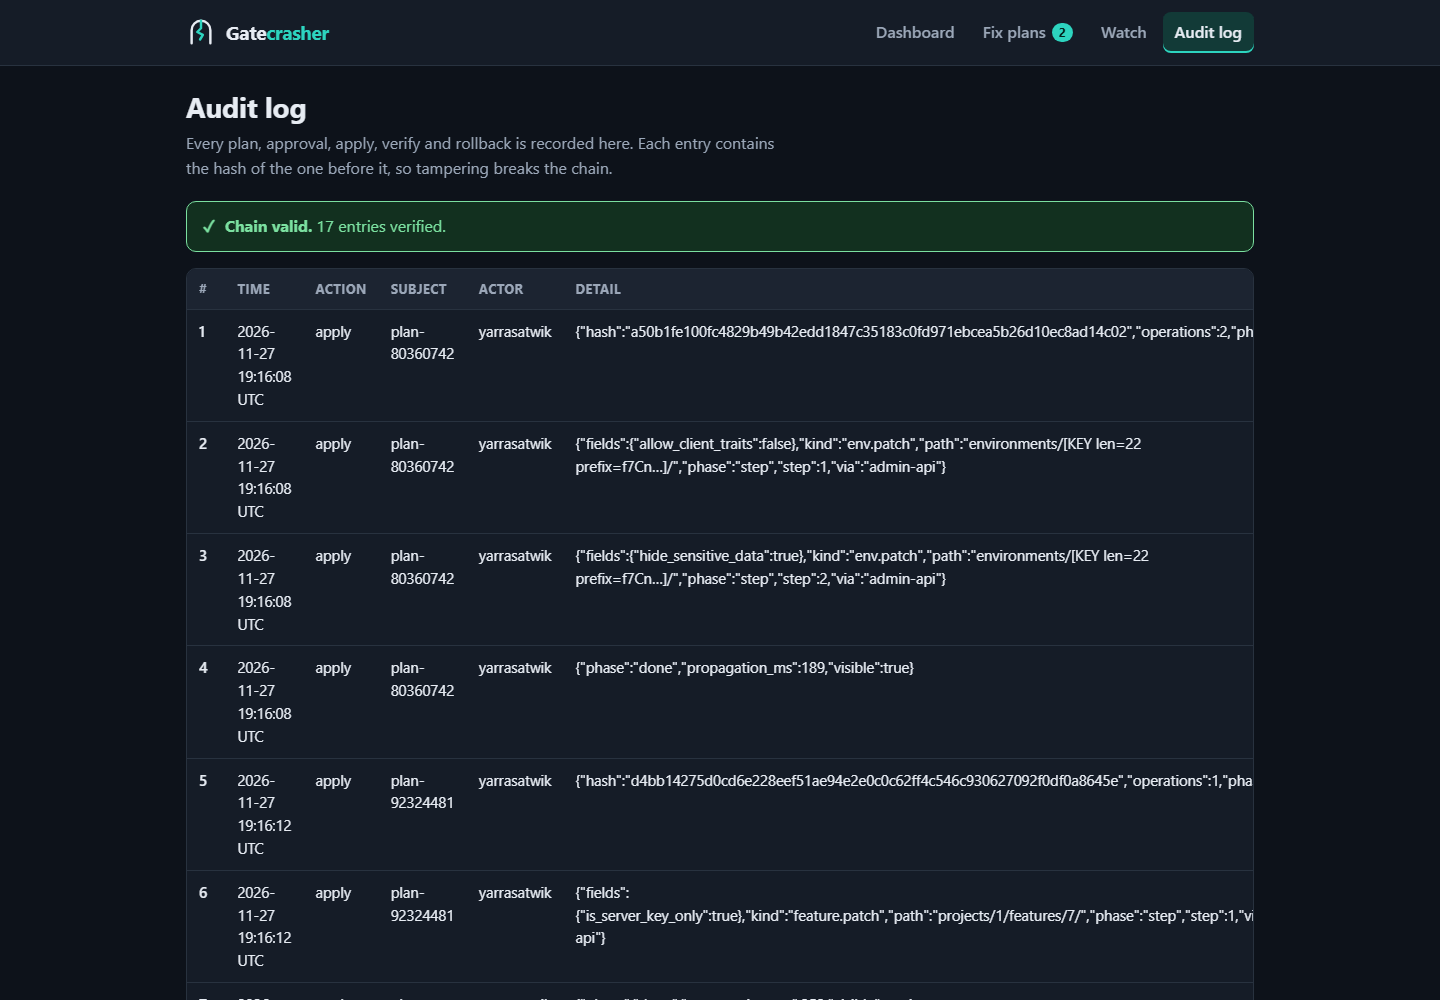 Gatecrasher
Dashboard
Fix plans 2
Watch
Audit log
Audit log
Every plan, approval, apply, verify and rollback is recorded here. Each entry contains
the hash of the one before it, so tampering breaks the chain.
✓ Chain valid. 17 entries verified.
# TIME ACTION SUBJECT ACTOR DETAIL
1 2026- apply plan- yarrasatwik {"hash":"a50b1fe100fc4829b49b42edd1847c35183c0fd971ebcea5b26d10ec8ad14c02","operations":2,"ph
11-27 80360742
19:16:08
UTC
2 2026- apply plan- yarrasatwik {"fields":{"allow_client_traits":false},"kind":"env.patch","path":"environments/[KEY len=22
11-27 80360742 prefix=f7Cn…]/","phase":"step","step":1,"via":"admin-api"}
19:16:08
UTC
3 2026- apply plan- yarrasatwik {"fields":{"hide_sensitive_data":true},"kind":"env.patch","path":"environments/[KEY len=22
11-27 80360742 prefix=f7Cn…]/","phase":"step","step":2,"via":"admin-api"}
19:16:08
UTC
4 2026- apply plan- yarrasatwik {"phase":"done","propagation_ms":189,"visible":true}
11-27 80360742
19:16:08
UTC
5 2026- apply plan- yarrasatwik {"hash":"d4bb14275d0cd6e228eef51ae94e2e0c0c62ff4c546c930627092f0df0a8645e","operations":1,"pha
11-27 92324481
19:16:12
UTC
6 2026- apply plan- yarrasatwik {"fields":
11-27 92324481 {"is_server_key_only":true},"kind":"feature.patch","path":"projects/1/features/7/","phase":"step","step":1,"vi
19:16:12 api"}
UTC